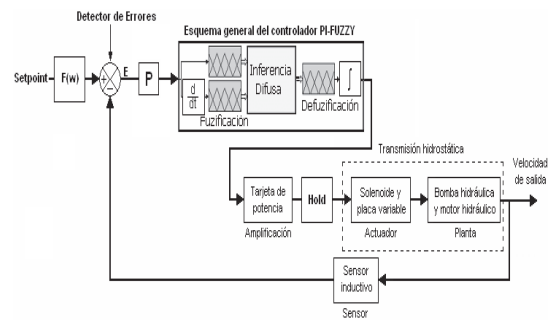 Detector de Errores
Esquema general del controlador PI-FUZZY
Setpoint
F(w)
+
−
E
P
d
dt
Fuzificación
Inferencia
Difusa
Defuzificación
∫
Transmisión hidrostática
Velocidad
de salida
Tarjeta de
potencia
Amplificación
Hold
Solenoide y
placa variable
Actuador
Bomba hidráulica
y motor hidráulico
Planta
Sensor
inductivo
Sensor